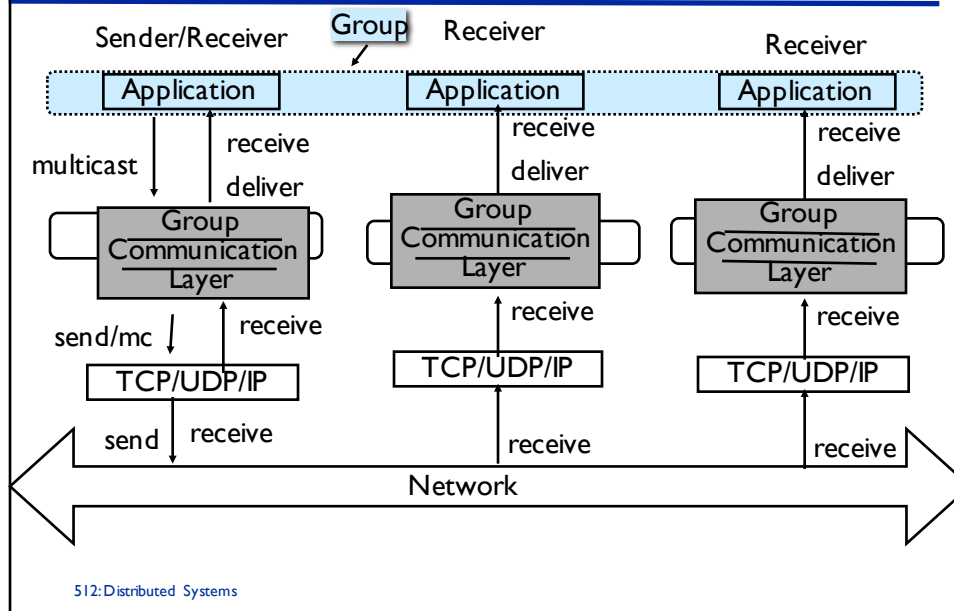 Sender/Receiver
Group
Receiver
Receiver
Application
Application
Application
multicast
receive
deliver
receive
deliver
receive
deliver
Group
Communication
Layer
Group
Communication
Layer
Group
Communication
Layer
send/mc
receive
receive
receive
TCP/UDP/IP
TCP/UDP/IP
TCP/UDP/IP
send
receive
receive
receive
Network
512: Distributed Systems